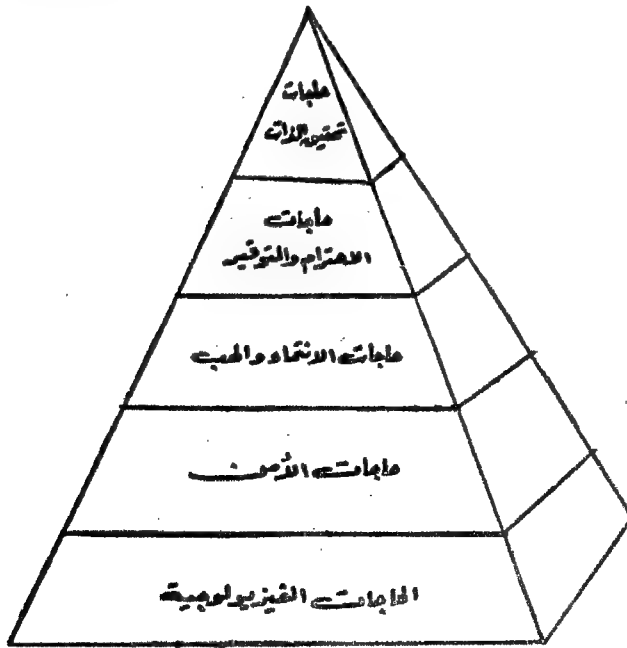 حاجات
تحقيق الذات
حاجات
الاحترام والتوقير
حاجات الانتماء والحب
حاجات الأمن
الحاجات الفيزيولوجية